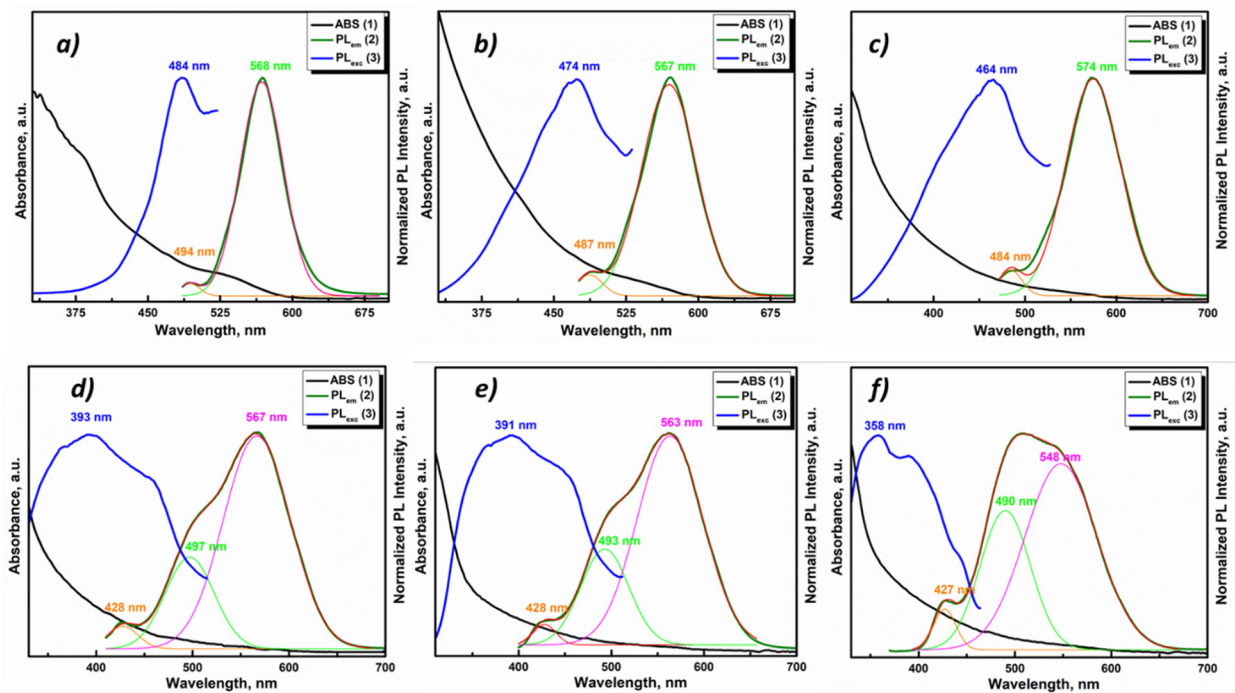 a)
ABS (1)
PLem (2)
PLexc (3)
484 nm
568 nm
494 nm
Absorbance, a.u.
Normalized PL Intensity, a.u.
375 450 525 600 675
Wavelength, nm
b)
ABS (1)
PLem (2)
PLexc (3)
474 nm
567 nm
487 nm
Absorbance, a.u.
Normalized PL Intensity, a.u.
375 450 525 600 675
Wavelength, nm
c)
ABS (1)
PLem (2)
PLexc (3)
464 nm
574 nm
484 nm
Absorbance, a.u.
Normalized PL Intensity, a.u.
400 500 600 700
Wavelength, nm
d)
ABS (1)
PLem (2)
PLexc (3)
393 nm
567 nm
497 nm
428 nm
Absorbance, a.u.
Normalized PL Intensity, a.u.
400 500 600 700
Wavelength, nm
e)
ABS (1)
PLem (2)
PLexc (3)
391 nm
563 nm
493 nm
428 nm
Absorbance, a.u.
Normalized PL Intensity, a.u.
400 500 600 700
Wavelength, nm
f)
ABS (1)
PLem (2)
PLexc (3)
358 nm
548 nm
490 nm
427 nm
Absorbance, a.u.
Normalized PL Intensity, a.u.
400 500 600 700
Wavelength, nm